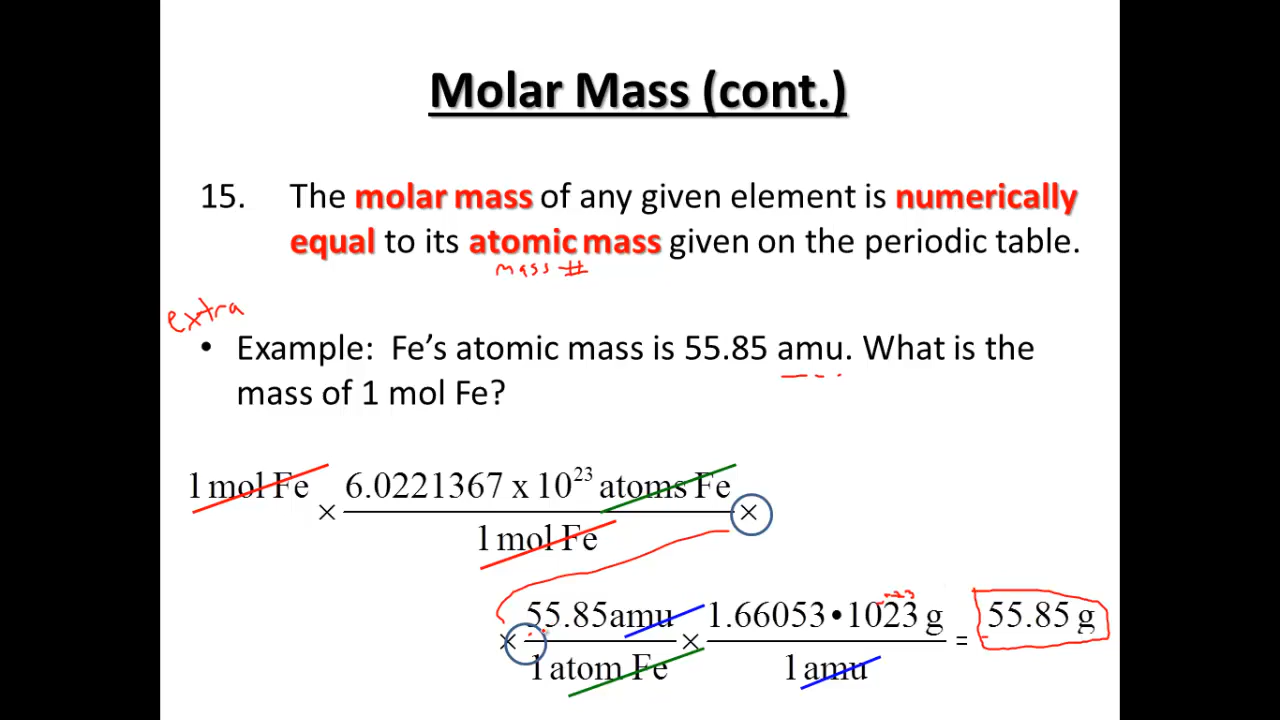 Molar Mass (cont.)
15. The molar mass of any given element is numerically
equal to its atomic mass given on the periodic table.
mass #
extra
• Example: Fe's atomic mass is 55.85 amu. What is the
mass of 1 mol Fe?
1 mol Fe × 6.0221367 x 10²³ atoms Fe ×
1 mol Fe
× 55.85amu × 1.66053•1023 g = 55.85 g
1 atom Fe 1 amu